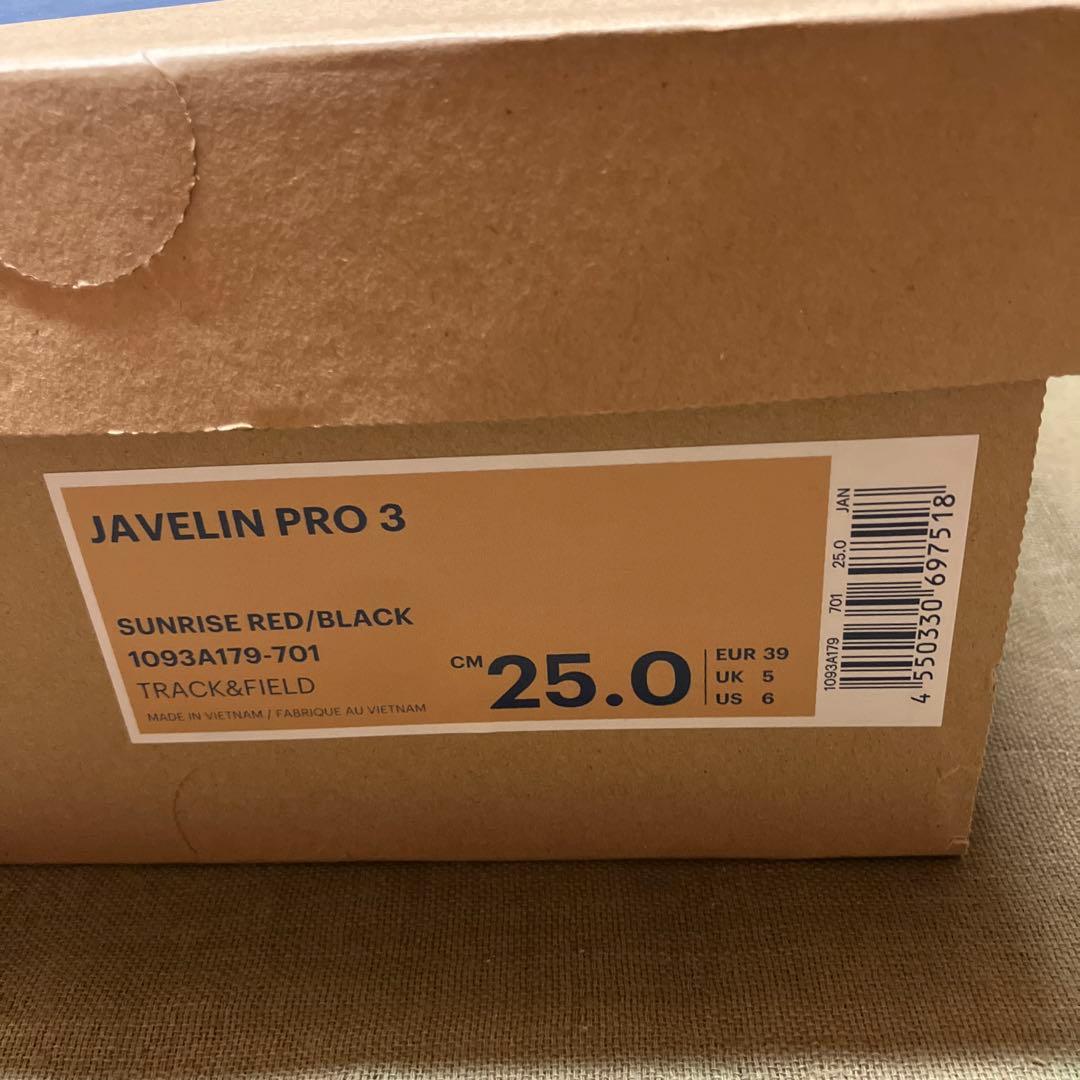 JAVELIN PRO 3
SUNRISE RED/BLACK
1093A179-701
TRACK&FIELD
MADE IN VIETNAM / FABRIQUE AU VIETNAM
CM 25.0
EUR 39
UK 5
US 6
1093A179 701 25.0 JAN
4 550330 697518